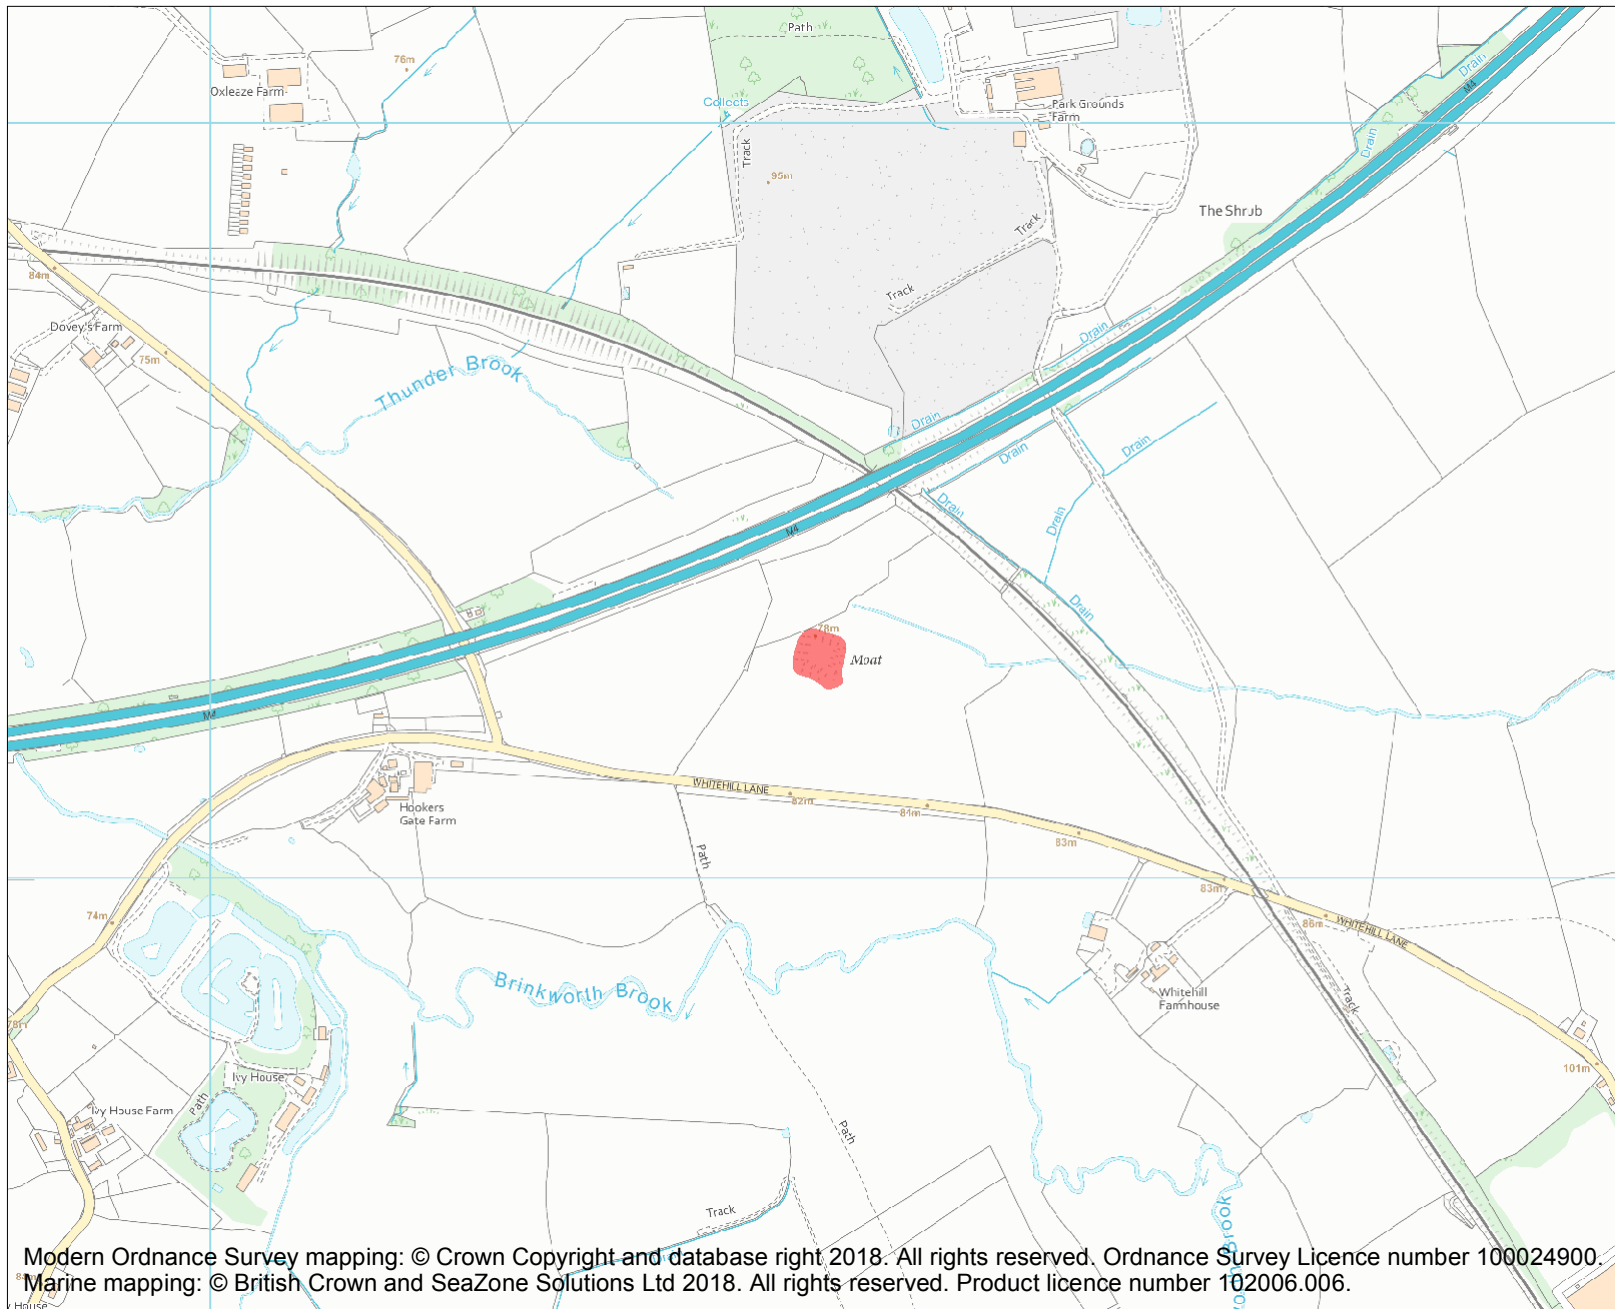 Path
76m
Drain
M4
Oxleaze Farm
Collects
Park Grounds
Farm
Drain
Track
95m
The Shrub
Track
84m
Track
Dovey's Farm
Drain
75m
Thunder Brook
Drain
Drain
Drain
Drain
Drain
M4
Drain
78m
Moat
M4
WHITEHILL LANE
82m
84m
Hookers
Gate Farm
83m
Path
83m
74m
86m
WHITEHILL LANE
Brinkworth Brook
Whitehill
Farmhouse
Track
78m
101m
Ivy House
Ivy House Farm
Path
Path
Track
Brook
Modern Ordnance Survey mapping: © Crown Copyright and database right 2018. All rights reserved. Ordnance Survey Licence number 100024900.
Marine mapping: © British Crown and SeaZone Solutions Ltd 2018. All rights reserved. Product licence number 102006.006.
House